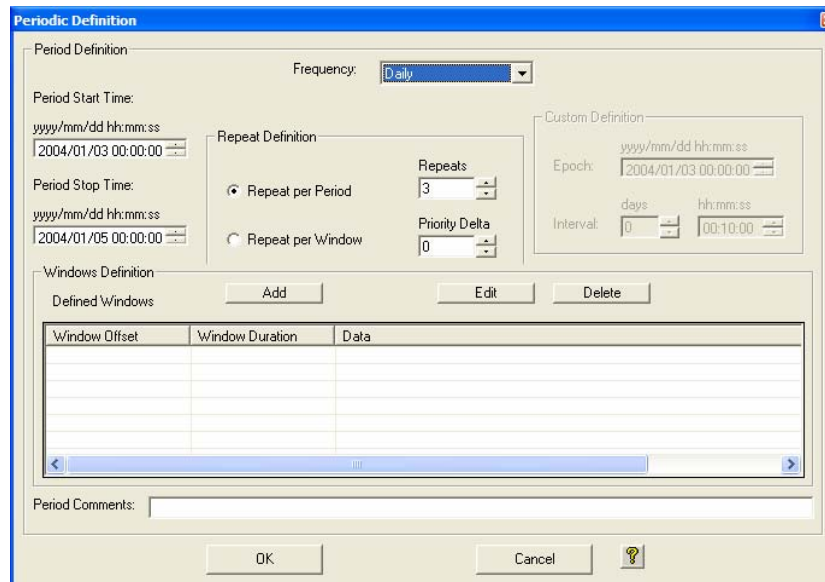 Periodic Definition
Period Definition
Frequency: Daily
Period Start Time:
yyyy/mm/dd hh:mm:ss
2004/01/03 00:00:00
Period Stop Time:
yyyy/mm/dd hh:mm:ss
2004/01/05 00:00:00
Repeat Definition
Repeat per Period
Repeat per Window
Repeats
3
Priority Delta
0
Custom Definition
yyyy/mm/dd hh:mm:ss
Epoch: 2004/01/03 00:00:00
days hh:mm:ss
Interval: 0 00:10:00
Windows Definition
Defined Windows Add Edit Delete
Window Offset Window Duration Data
Period Comments:
OK Cancel ?